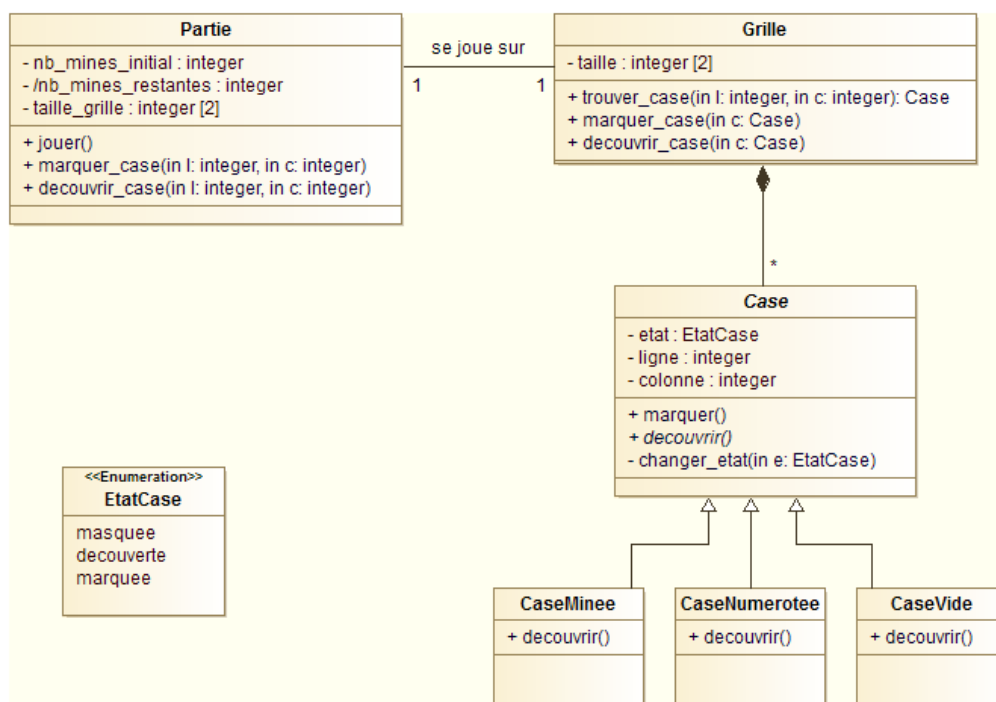 Partie
- nb_mines_initial : integer
- /nb_mines_restantes : integer
- taille_grille : integer [2]
+ jouer()
+ marquer_case(in l: integer, in c: integer)
+ decouvrir_case(in l: integer, in c: integer)
se joue sur
1
1
Grille
- taille : integer [2]
+ trouver_case(in l: integer, in c: integer): Case
+ marquer_case(in c: Case)
+ decouvrir_case(in c: Case)
*
Case
- etat : EtatCase
- ligne : integer
- colonne : integer
+ marquer()
+ decouvrir()
- changer_etat(in e: EtatCase)
<<Enumeration>>
EtatCase
masquee
decouverte
marquee
CaseMinee
+ decouvrir()
CaseNumerotee
+ decouvrir()
CaseVide
+ decouvrir()